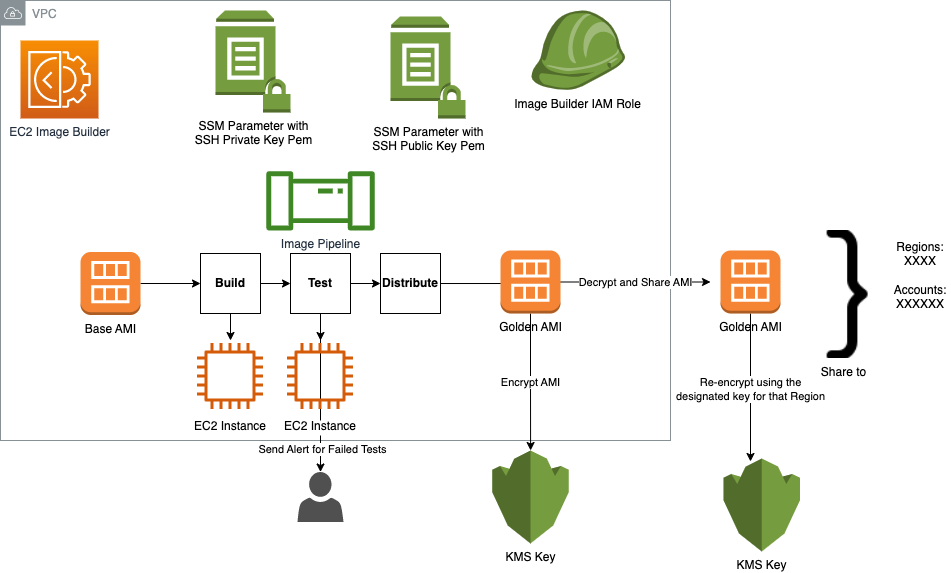 VPC
EC2 Image Builder
SSM Parameter with
SSH Private Key Pem
SSM Parameter with
SSH Public Key Pem
Image Builder IAM Role
Image Pipeline
Base AMI
Build
Test
Distribute
Golden AMI
Decrypt and Share AMI
Golden AMI
Regions:
XXXX
Accounts:
XXXXXX
Share to
EC2 Instance
EC2 Instance
Encrypt AMI
Re-encrypt using the
designated key for that Region
Send Alert for Failed Tests
KMS Key
KMS Key